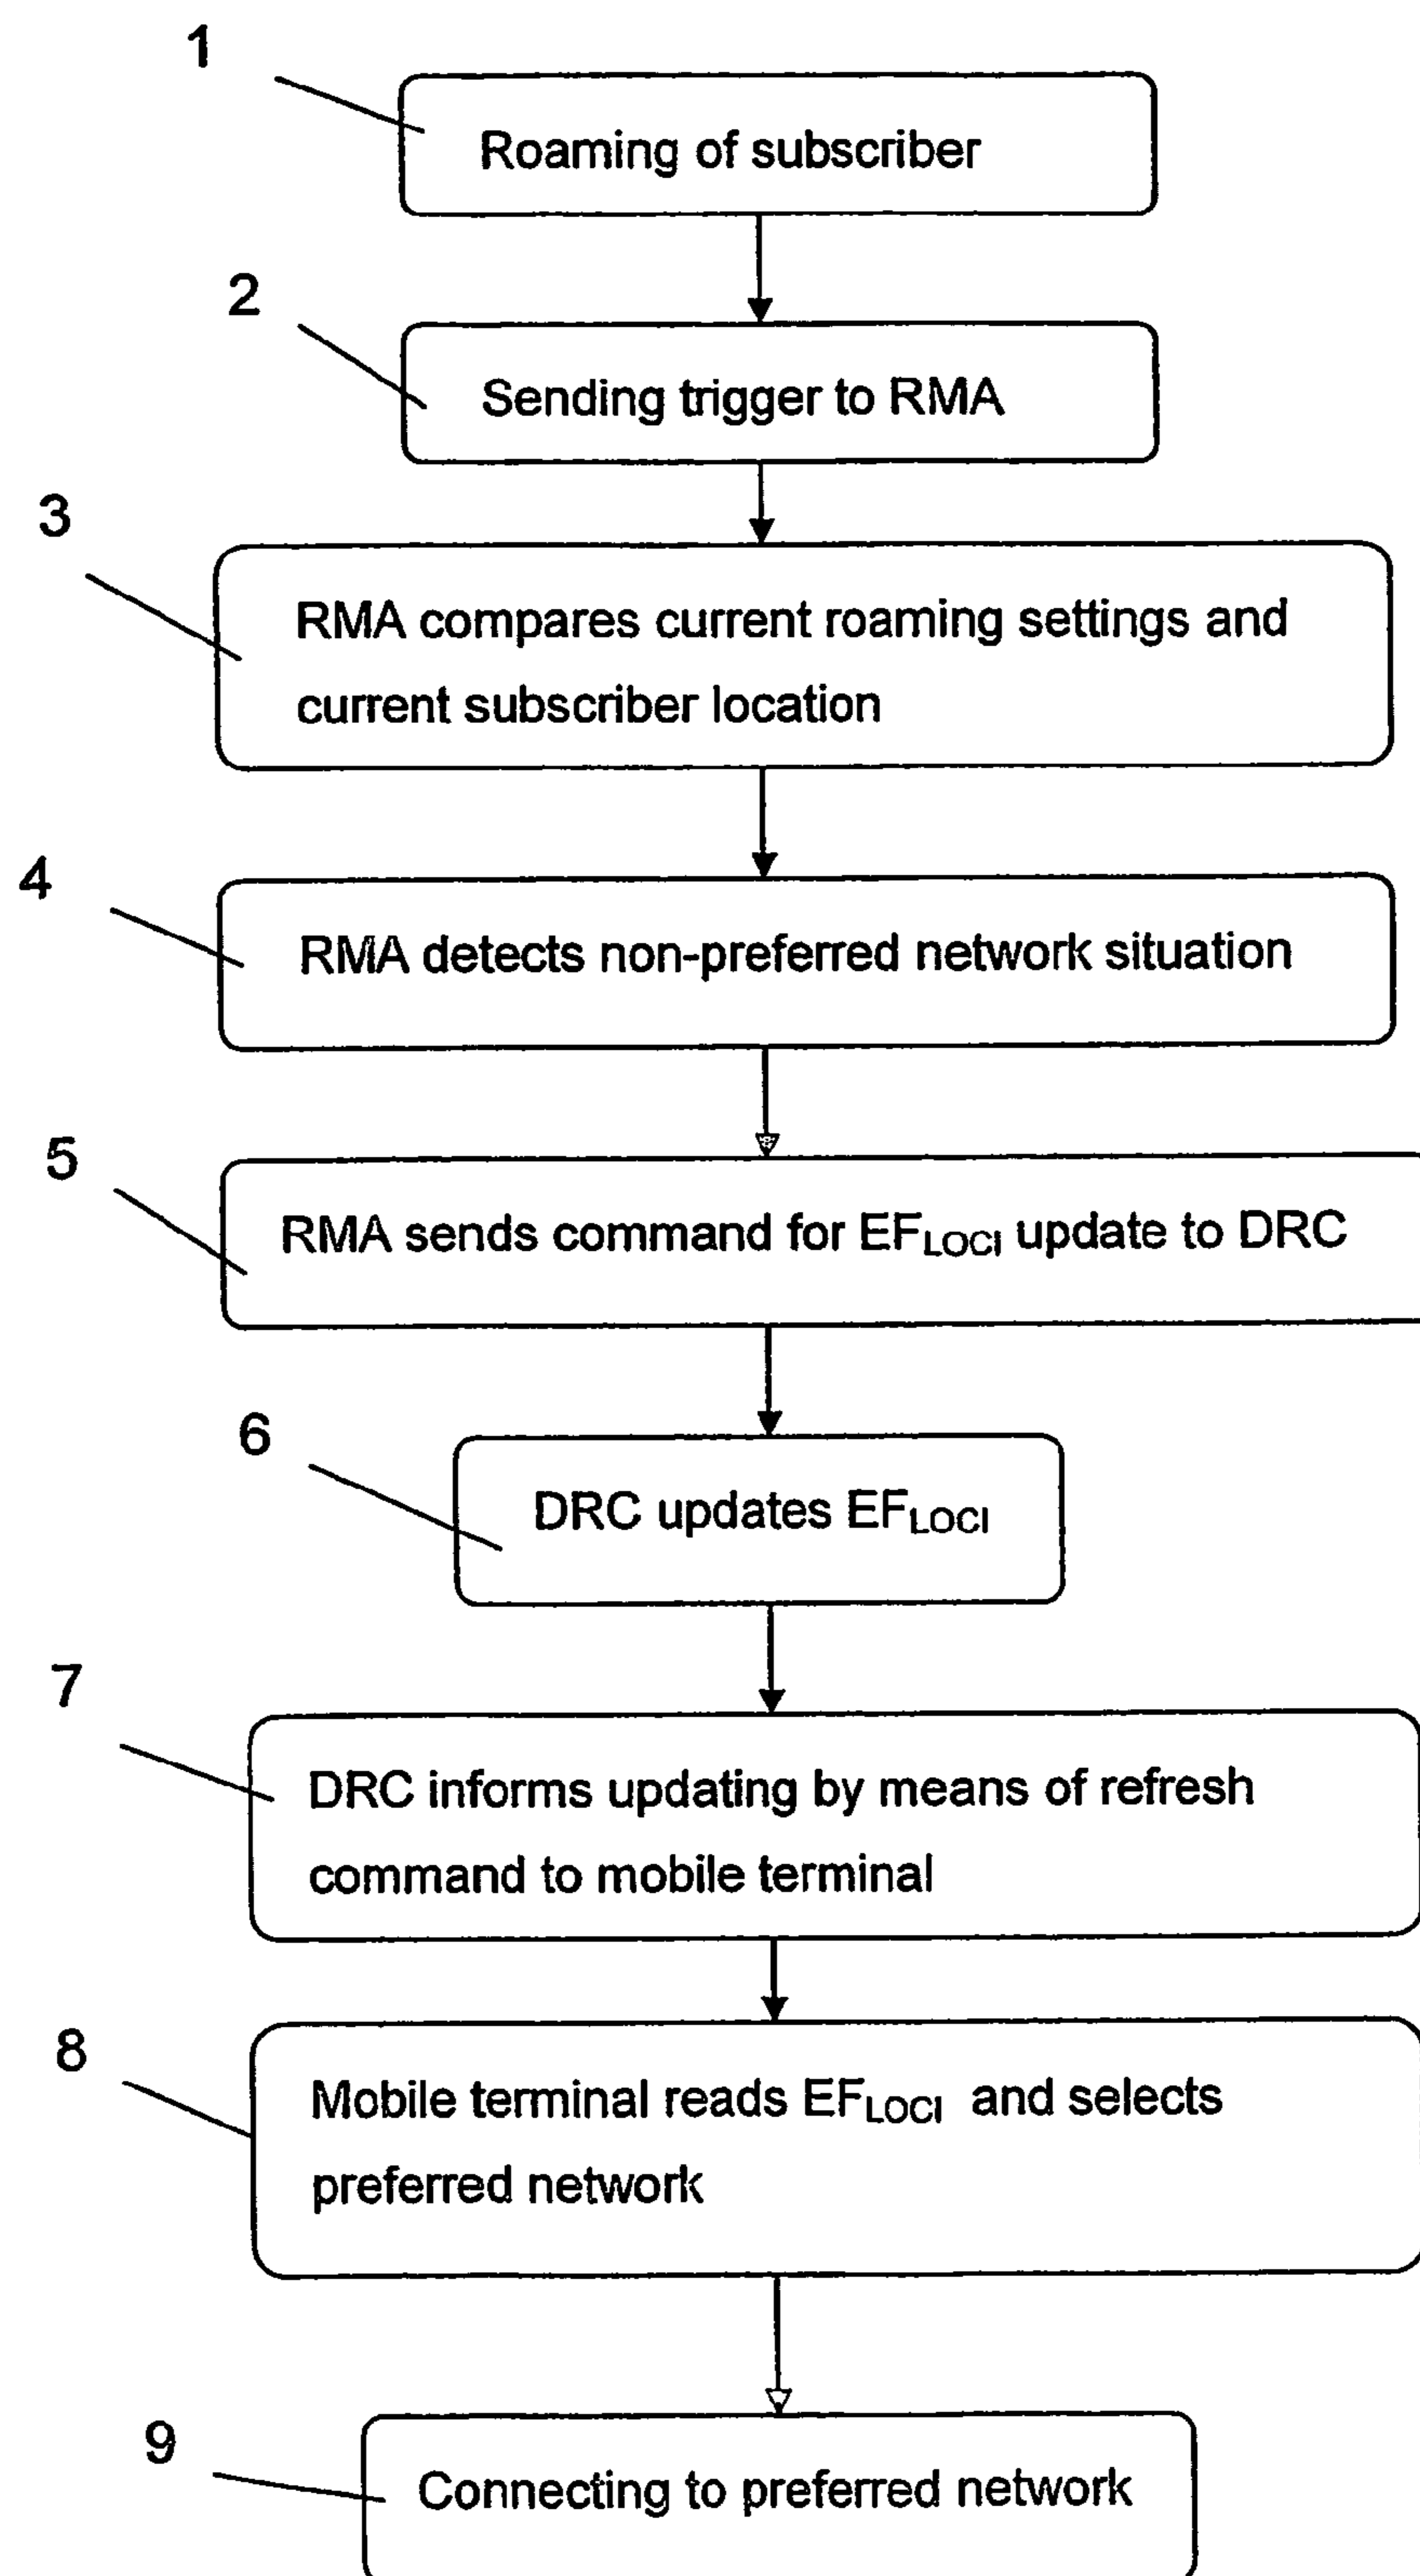 1
Roaming of subscriber
2
Sending trigger to RMA
3
RMA compares current roaming settings and
current subscriber location
4
RMA detects non-preferred network situation
5
RMA sends command for EFLOCI update to DRC
6
DRC updates EFLOCI
7
DRC informs updating by means of refresh
command to mobile terminal
8
Mobile terminal reads EFLOCI and selects
preferred network
9
Connecting to preferred network